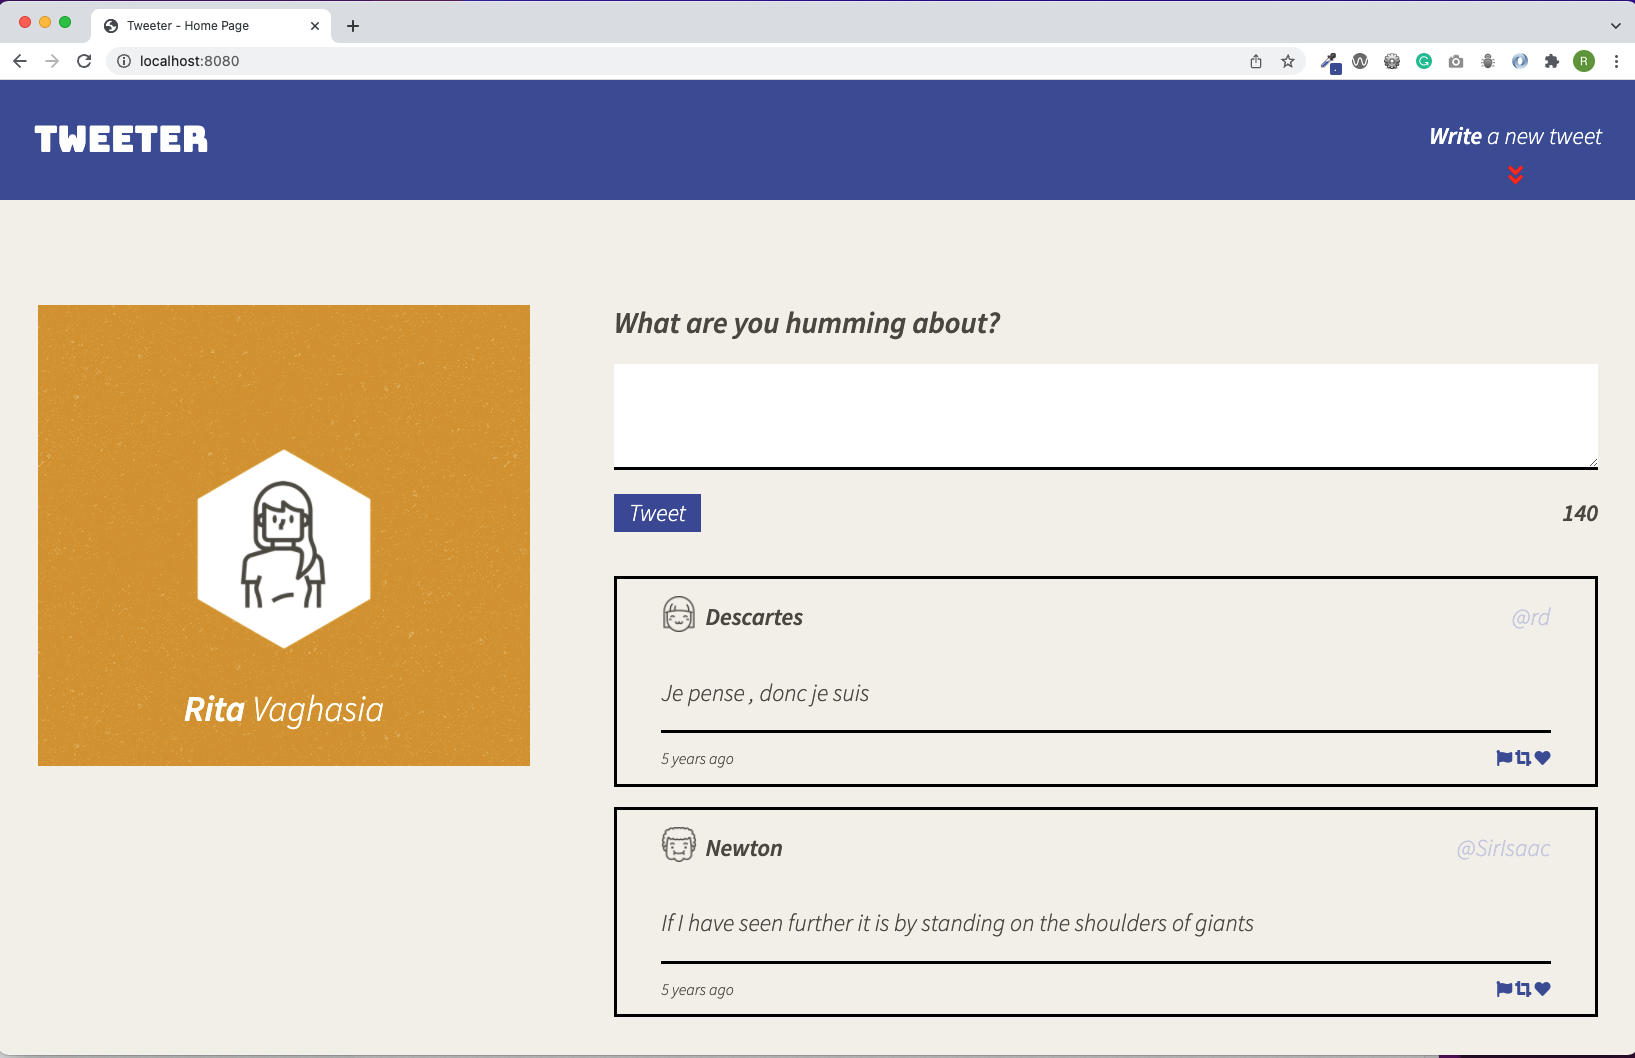 Tweeter - Home Page
localhost:8080
R
TWEETER
Write a new tweet
What are you humming about?
Tweet
140
Rita Vaghasia
Descartes
@rd
Je pense , donc je suis
5 years ago
Newton
@SirIsaac
If I have seen further it is by standing on the shoulders of giants
5 years ago